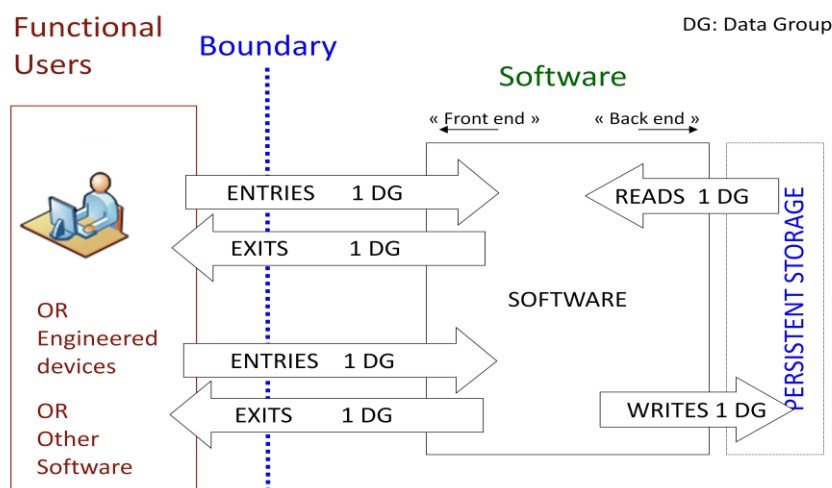 Functional
Users
Boundary
DG: Data Group
Software
« Front end »
« Back end »
ENTRIES 1 DG
READS 1 DG
EXITS 1 DG
SOFTWARE
PERSISTENT STORAGE
OR
Engineered
devices
ENTRIES 1 DG
OR
Other
Software
EXITS 1 DG
WRITES 1 DG